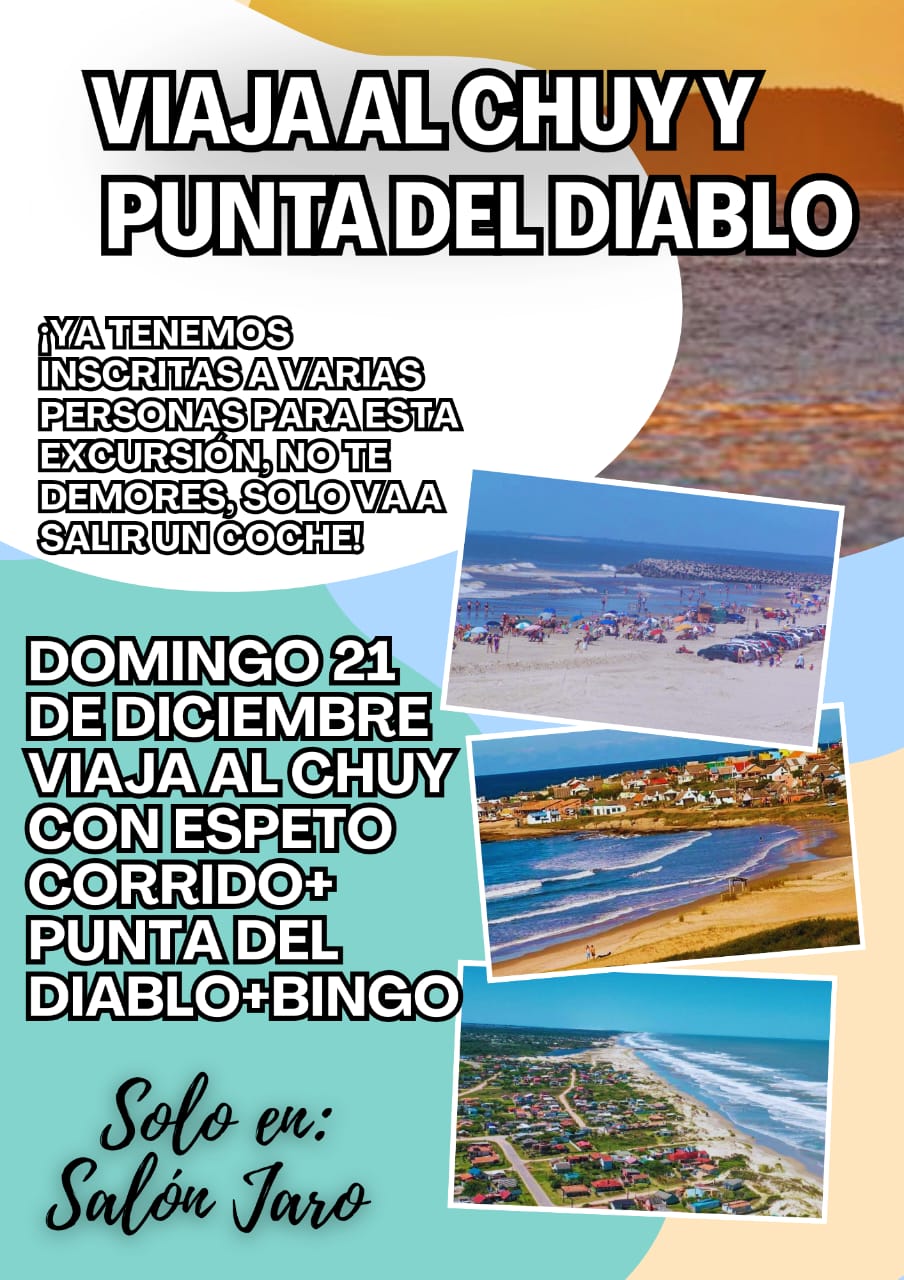 VIAJA AL CHUY Y
PUNTA DEL DIABLO
¡YA TENEMOS
INSCRITAS A VARIAS
PERSONAS PARA ESTA
EXCURSIÓN, NO TE
DEMORES, SOLO VA A
SALIR UN COCHE!
DOMINGO 21
DE DICIEMBRE
VIAJA AL CHUY
CON ESPETO
CORRIDO+
PUNTA DEL
DIABLO+BINGO
Solo en:
Salón Jaro